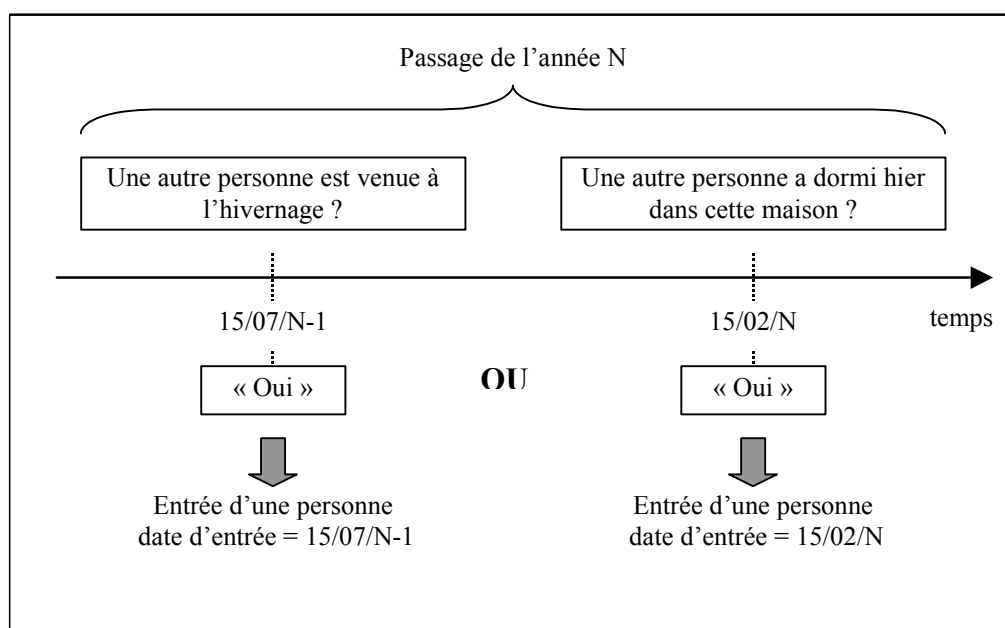 Passage de l’année N
Une autre personne est venue à
l’hivernage ?
Une autre personne a dormi hier
dans cette maison ?
15/07/N-1
15/02/N
temps
« Oui »
OU
« Oui »
Entrée d’une personne
date d’entrée = 15/07/N-1
Entrée d’une personne
date d’entrée = 15/02/N